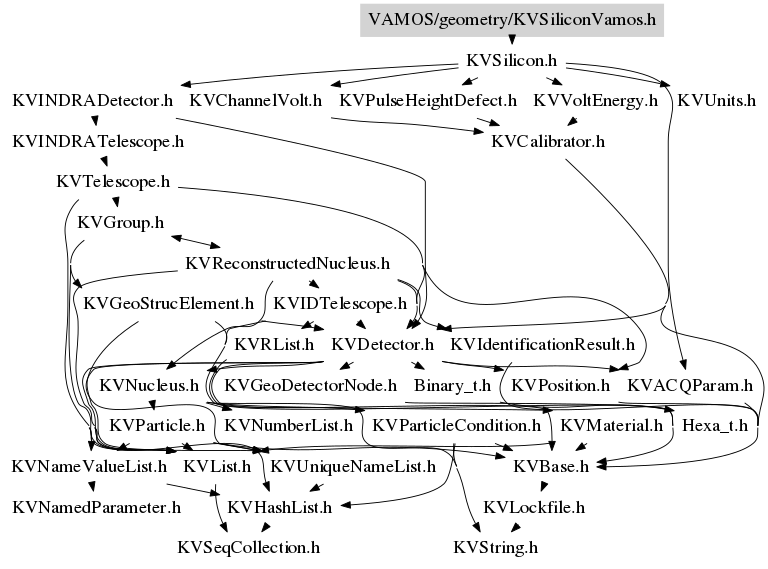 VAMOS/geometry/KVSiliconVamos.h
KVSilicon.h
KVINDRADetector.h KVChannelVolt.h KVPulseHeightDefect.h KVVoltEnergy.h KVUnits.h
KVINDRATelescope.h KVCalibrator.h
KVTelescope.h
KVGroup.h
KVReconstructedNucleus.h
KVGeoStrucElement.h KVIDTelescope.h
KVRList.h KVDetector.h KVIdentificationResult.h
KVNucleus.h KVGeoDetectorNode.h Binary_t.h KVPosition.h KVACQParam.h
KVParticle.h KVNumberList.h KVParticleCondition.h KVMaterial.h Hexa_t.h
KVNameValueList.h KVList.h KVUniqueNameList.h KVBase.h
KVNamedParameter.h KVHashList.h KVLockfile.h
KVSeqCollection.h KVString.h